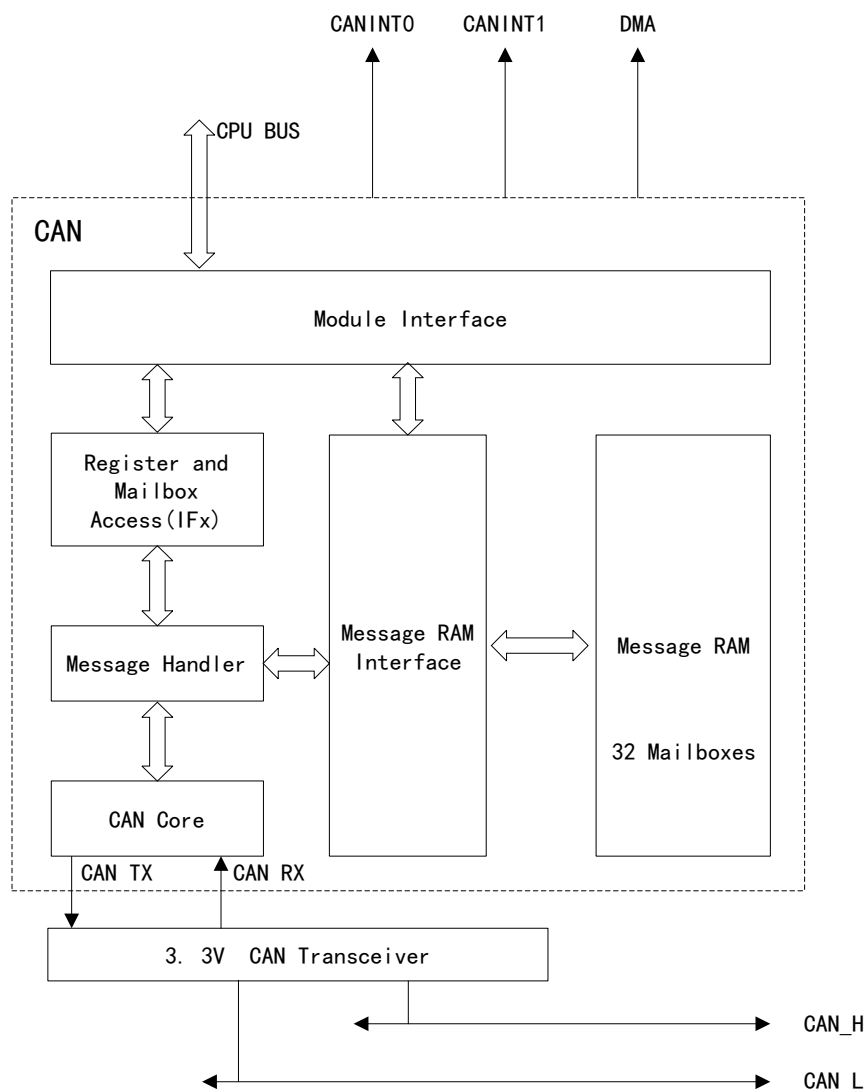 CANINT0 CANINT1 DMA
CPU BUS
CAN
Module Interface
Register and
Mailbox
Access(IFx)
Message Handler
Message RAM
Interface
Message RAM
32 Mailboxes
CAN Core
CAN TX CAN RX
3. 3V CAN Transceiver
CAN_H
CAN L